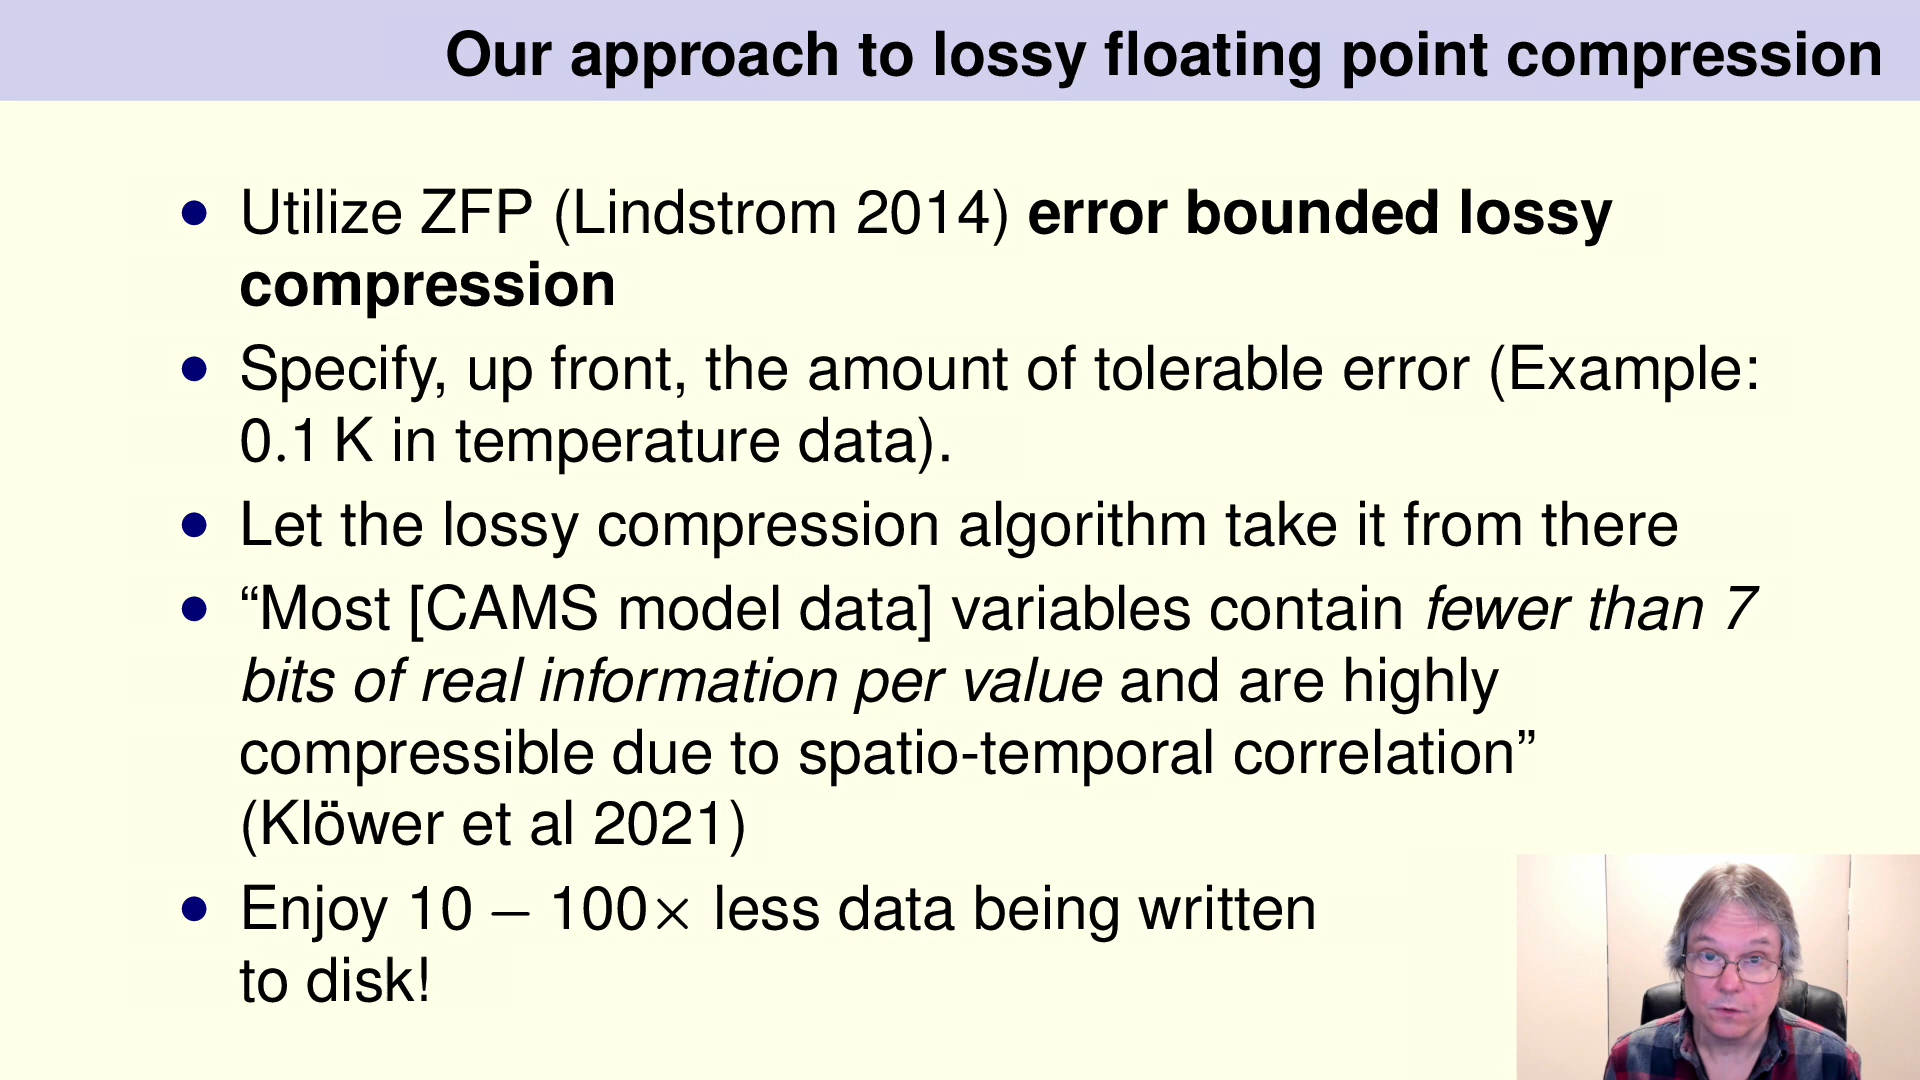 Our approach to lossy floating point compression
• Utilize ZFP (Lindstrom 2014) error bounded lossy
compression
• Specify, up front, the amount of tolerable error (Example:
0.1 K in temperature data).
• Let the lossy compression algorithm take it from there
• “Most [CAMS model data] variables contain fewer than 7
bits of real information per value and are highly
compressible due to spatio-temporal correlation”
(Klöwer et al 2021)
• Enjoy 10 – 100× less data being written
to disk!